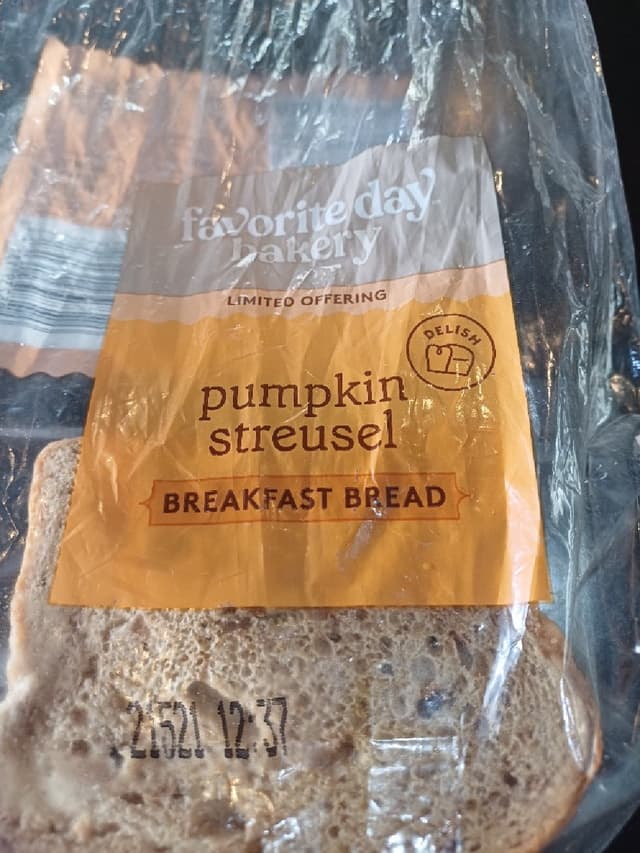 favorite day
bakery
LIMITED OFFERING
DELISH
pumpkin
streusel
BREAKFAST BREAD
21521 12:37